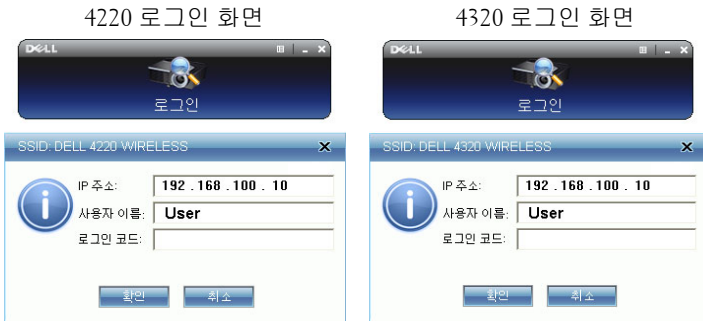 4220 로그인 화면
DELL
로그인
SSID: DELL 4220 WIRELESS
IP 주소: 192 . 168 . 100 . 10
사용자 이름: User
로그인 코드:
확인 취소
4320 로그인 화면
DELL
로그인
SSID: DELL 4320 WIRELESS
IP 주소: 192 . 168 . 100 . 10
사용자 이름: User
로그인 코드:
확인 취소